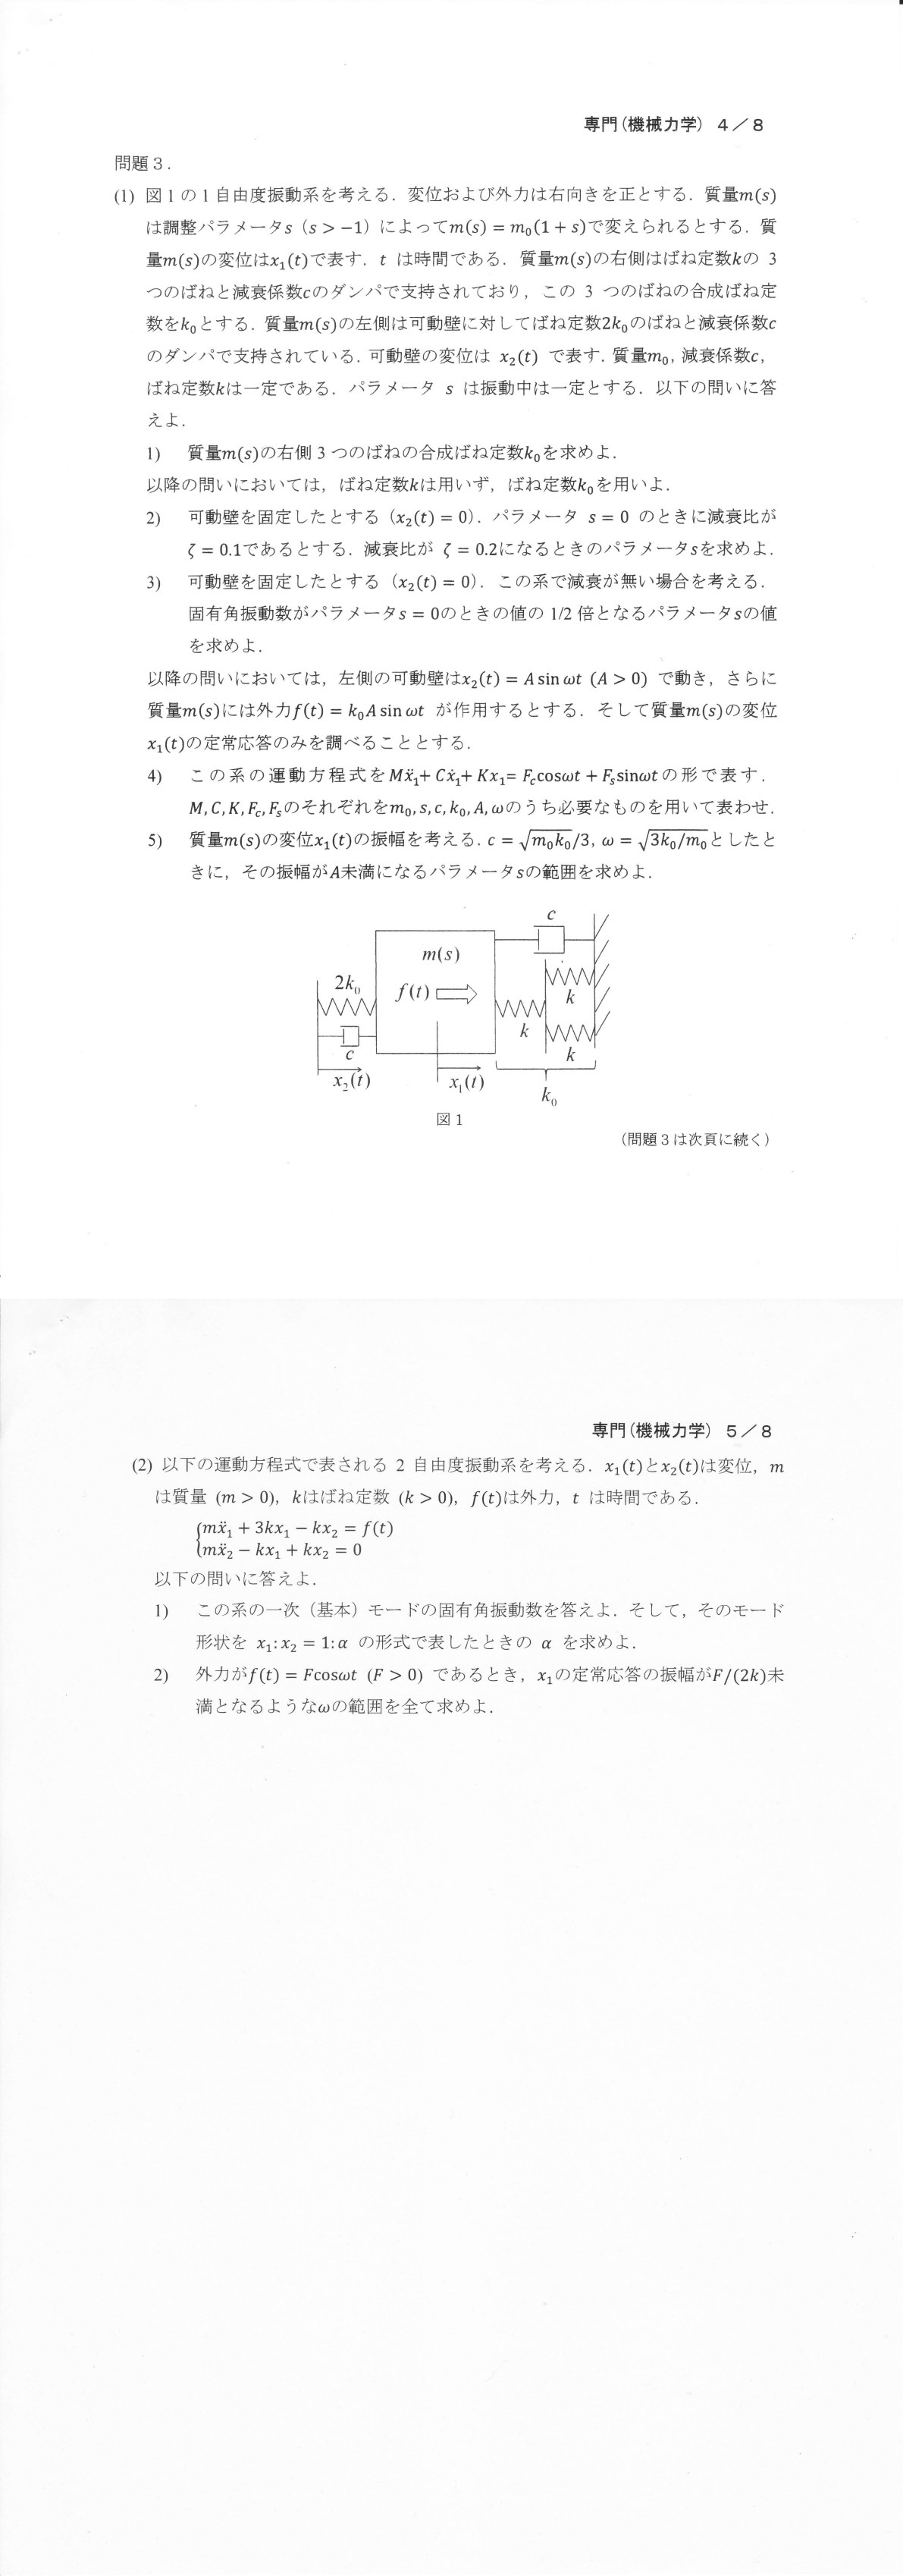 専門(機械力学) 4/8
問題3.
(1) 図1の1自由度振動系を考える.変位および外力は右向きを正とする.質量m(s)
は調整パラメータs(s > −1)によってm(s) = m₀(1 + s)で変えられるとする.質
量m(s)の変位はx₁(t)で表す.t は時間である.質量m(s)の右側はばね定数kの 3
つのばねと減衰係数cのダンパで支持されており,この 3 つのばねの合成ばね定
数をk₀とする.質量m(s)の左側は可動壁に対してばね定数2k₀のばねと減衰係数c
のダンパで支持されている.可動壁の変位は x₂(t) で表す.質量m₀,減衰係数c,
ばね定数kは一定である.パラメータ s は振動中は一定とする.以下の問いに答
えよ.
1) 質量m(s)の右側3つのばねの合成ばね定数k₀を求めよ.
以降の問いにおいては,ばね定数kは用いず,ばね定数k₀を用いよ.
2) 可動壁を固定したとする(x₂(t) = 0).パラメータ s = 0 のときに減衰比が
ζ = 0.1であるとする.減衰比が ζ = 0.2になるときのパラメータsを求めよ.
3) 可動壁を固定したとする(x₂(t) = 0).この系で減衰が無い場合を考える.
固有角振動数がパラメータs = 0のときの値の 1/2 倍となるパラメータsの値
を求めよ.
以降の問いにおいては,左側の可動壁はx₂(t) = A sin ωt (A > 0) で動き,さらに
質量m(s)には外力f(t) = k₀A sin ωt が作用するとする.そして質量m(s)の変位
x₁(t)の定常応答のみを調べることとする.
4) この系の運動方程式をMẍ₁+ Cẋ₁+ Kx₁= F_c cosωt + F_s sinωtの形で表す.
M, C, K, F_c, F_sのそれぞれをm₀, s, c, k₀, A, ωのうち必要なものを用いて表わせ.
5) 質量m(s)の変位x₁(t)の振幅を考える.c = √(m₀k₀)/3, ω = √(3k₀/m₀)としたと
きに,その振幅がA未満になるパラメータsの範囲を求めよ.
c
m(s)
2k₀
f(t)
k
k
c
k
x₂(t)
x₁(t)
k₀
図1
(問題3は次頁に続く)
専門(機械力学) 5/8
(2) 以下の運動方程式で表される 2 自由度振動系を考える.x₁(t)とx₂(t)は変位,m
は質量 (m > 0),kはばね定数 (k > 0),f(t)は外力,t は時間である.
{mẍ₁ + 3kx₁ − kx₂ = f(t)
mẍ₂ − kx₁ + kx₂ = 0
以下の問いに答えよ.
1) この系の一次(基本)モードの固有角振動数を答えよ.そして,そのモード
形状を x₁: x₂ = 1: α の形式で表したときの α を求めよ.
2) 外力がf(t) = Fcosωt (F > 0) であるとき,x₁の定常応答の振幅がF/(2k)未
満となるようなωの範囲を全て求めよ.